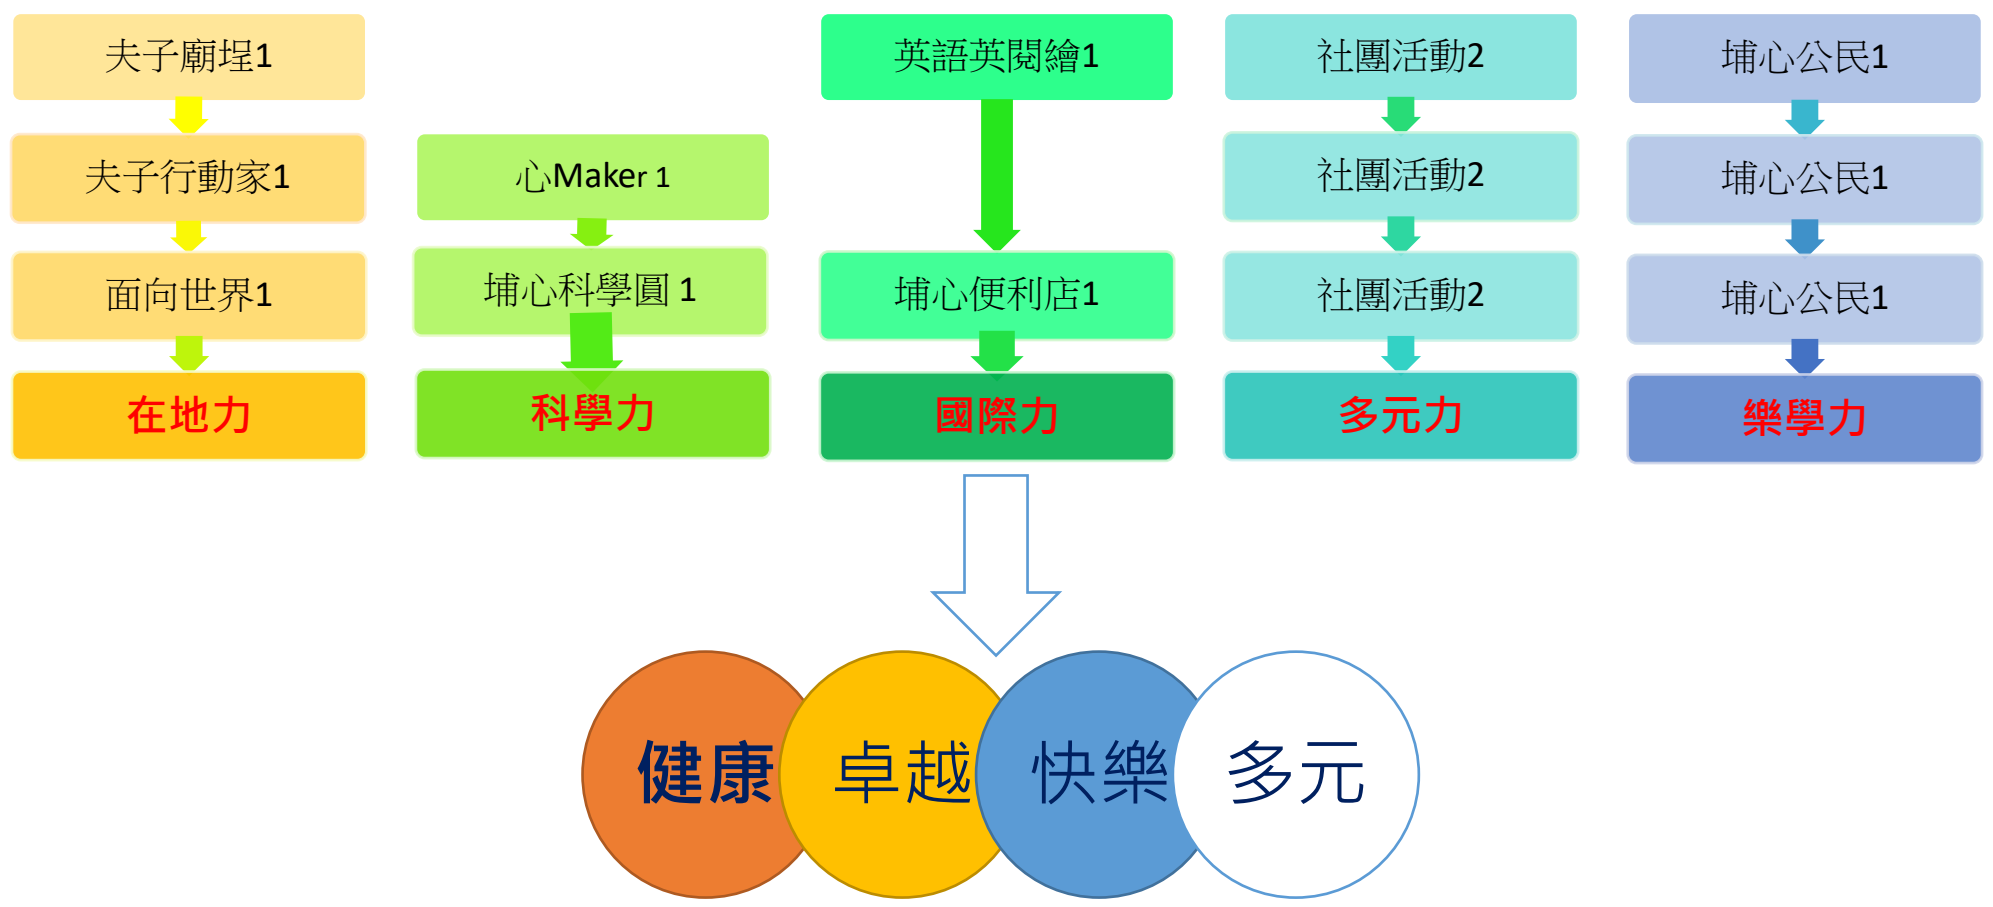 夫子廟埕1
英語英閱繪1
社團活動2
埔心公民1
夫子行動家1
心Maker 1
社團活動2
埔心公民1
面向世界1
埔心科學圓 1
埔心便利店1
社團活動2
埔心公民1
在地力
科學力
國際力
多元力
樂學力
健康
卓越
快樂
多元